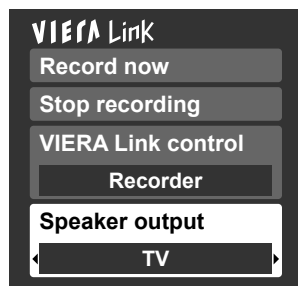 VIERA Link
Record now
Stop recording
VIERA Link control
Recorder
Speaker output
TV